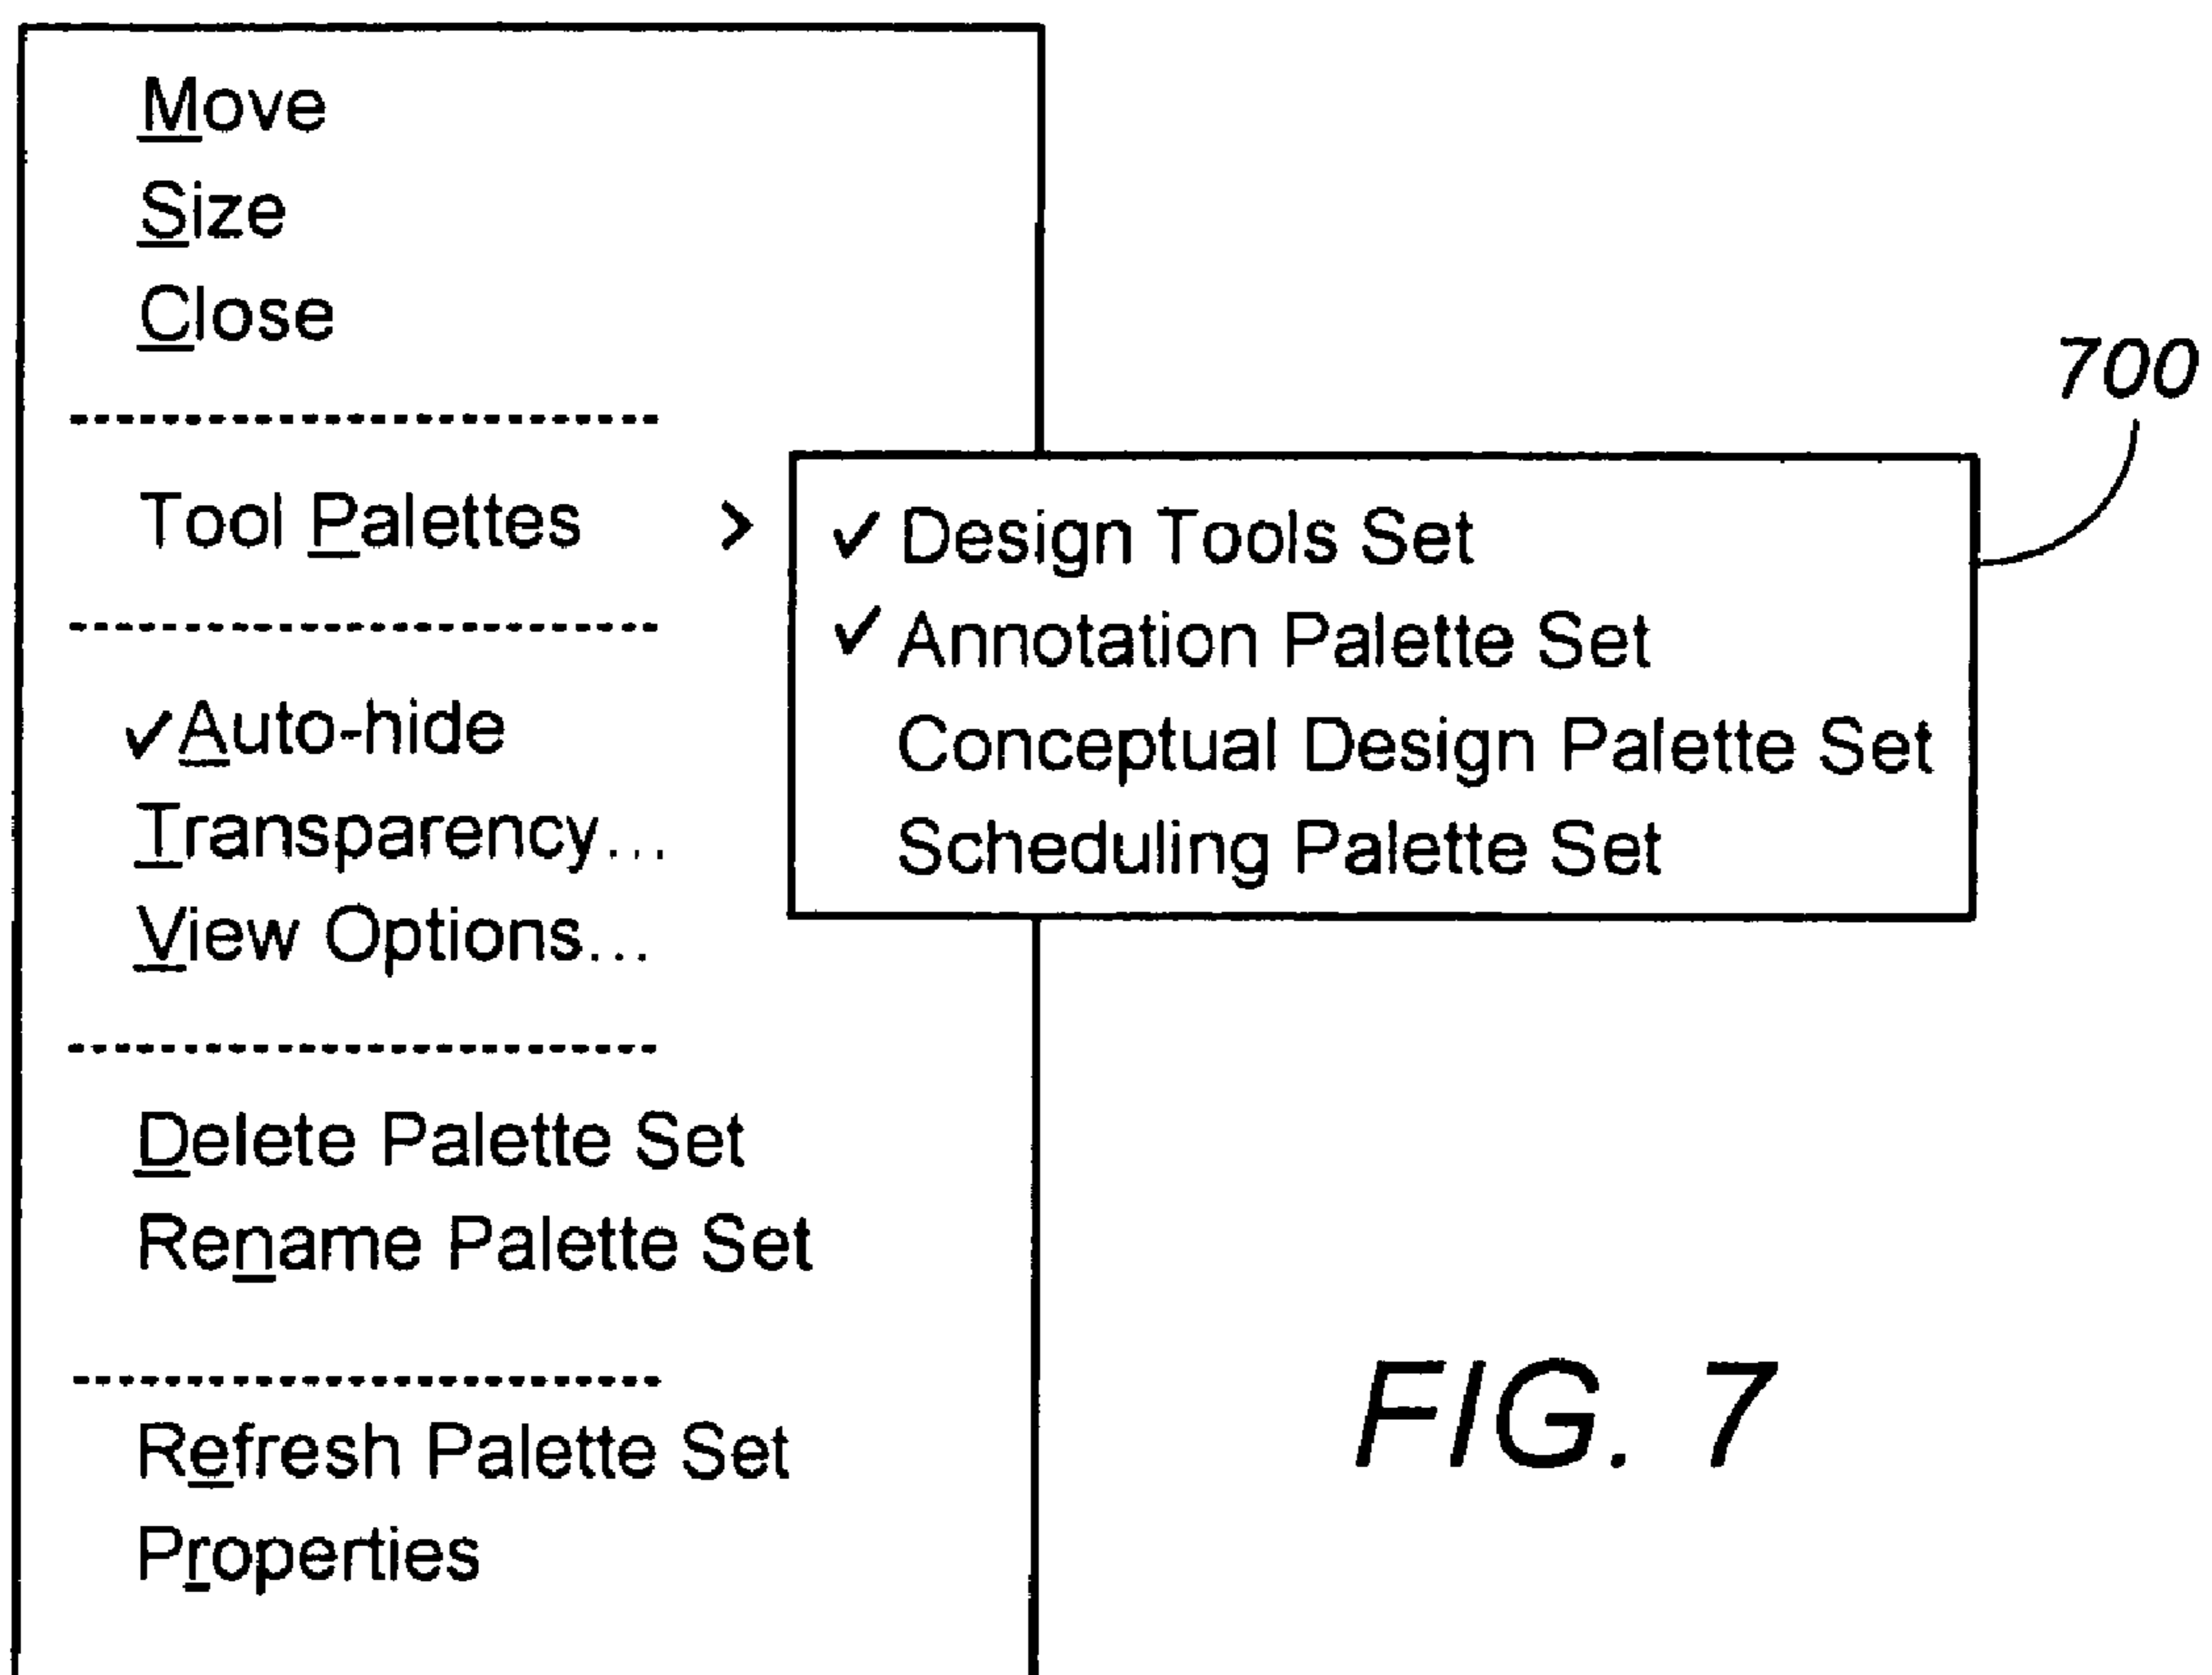 Move
Size
Close
Tool Palettes >
✓ Auto-hide
Transparency...
View Options...
Delete Palette Set
Rename Palette Set
Refresh Palette Set
Properties
700
✓ Design Tools Set
✓ Annotation Palette Set
Conceptual Design Palette Set
Scheduling Palette Set
FIG. 7